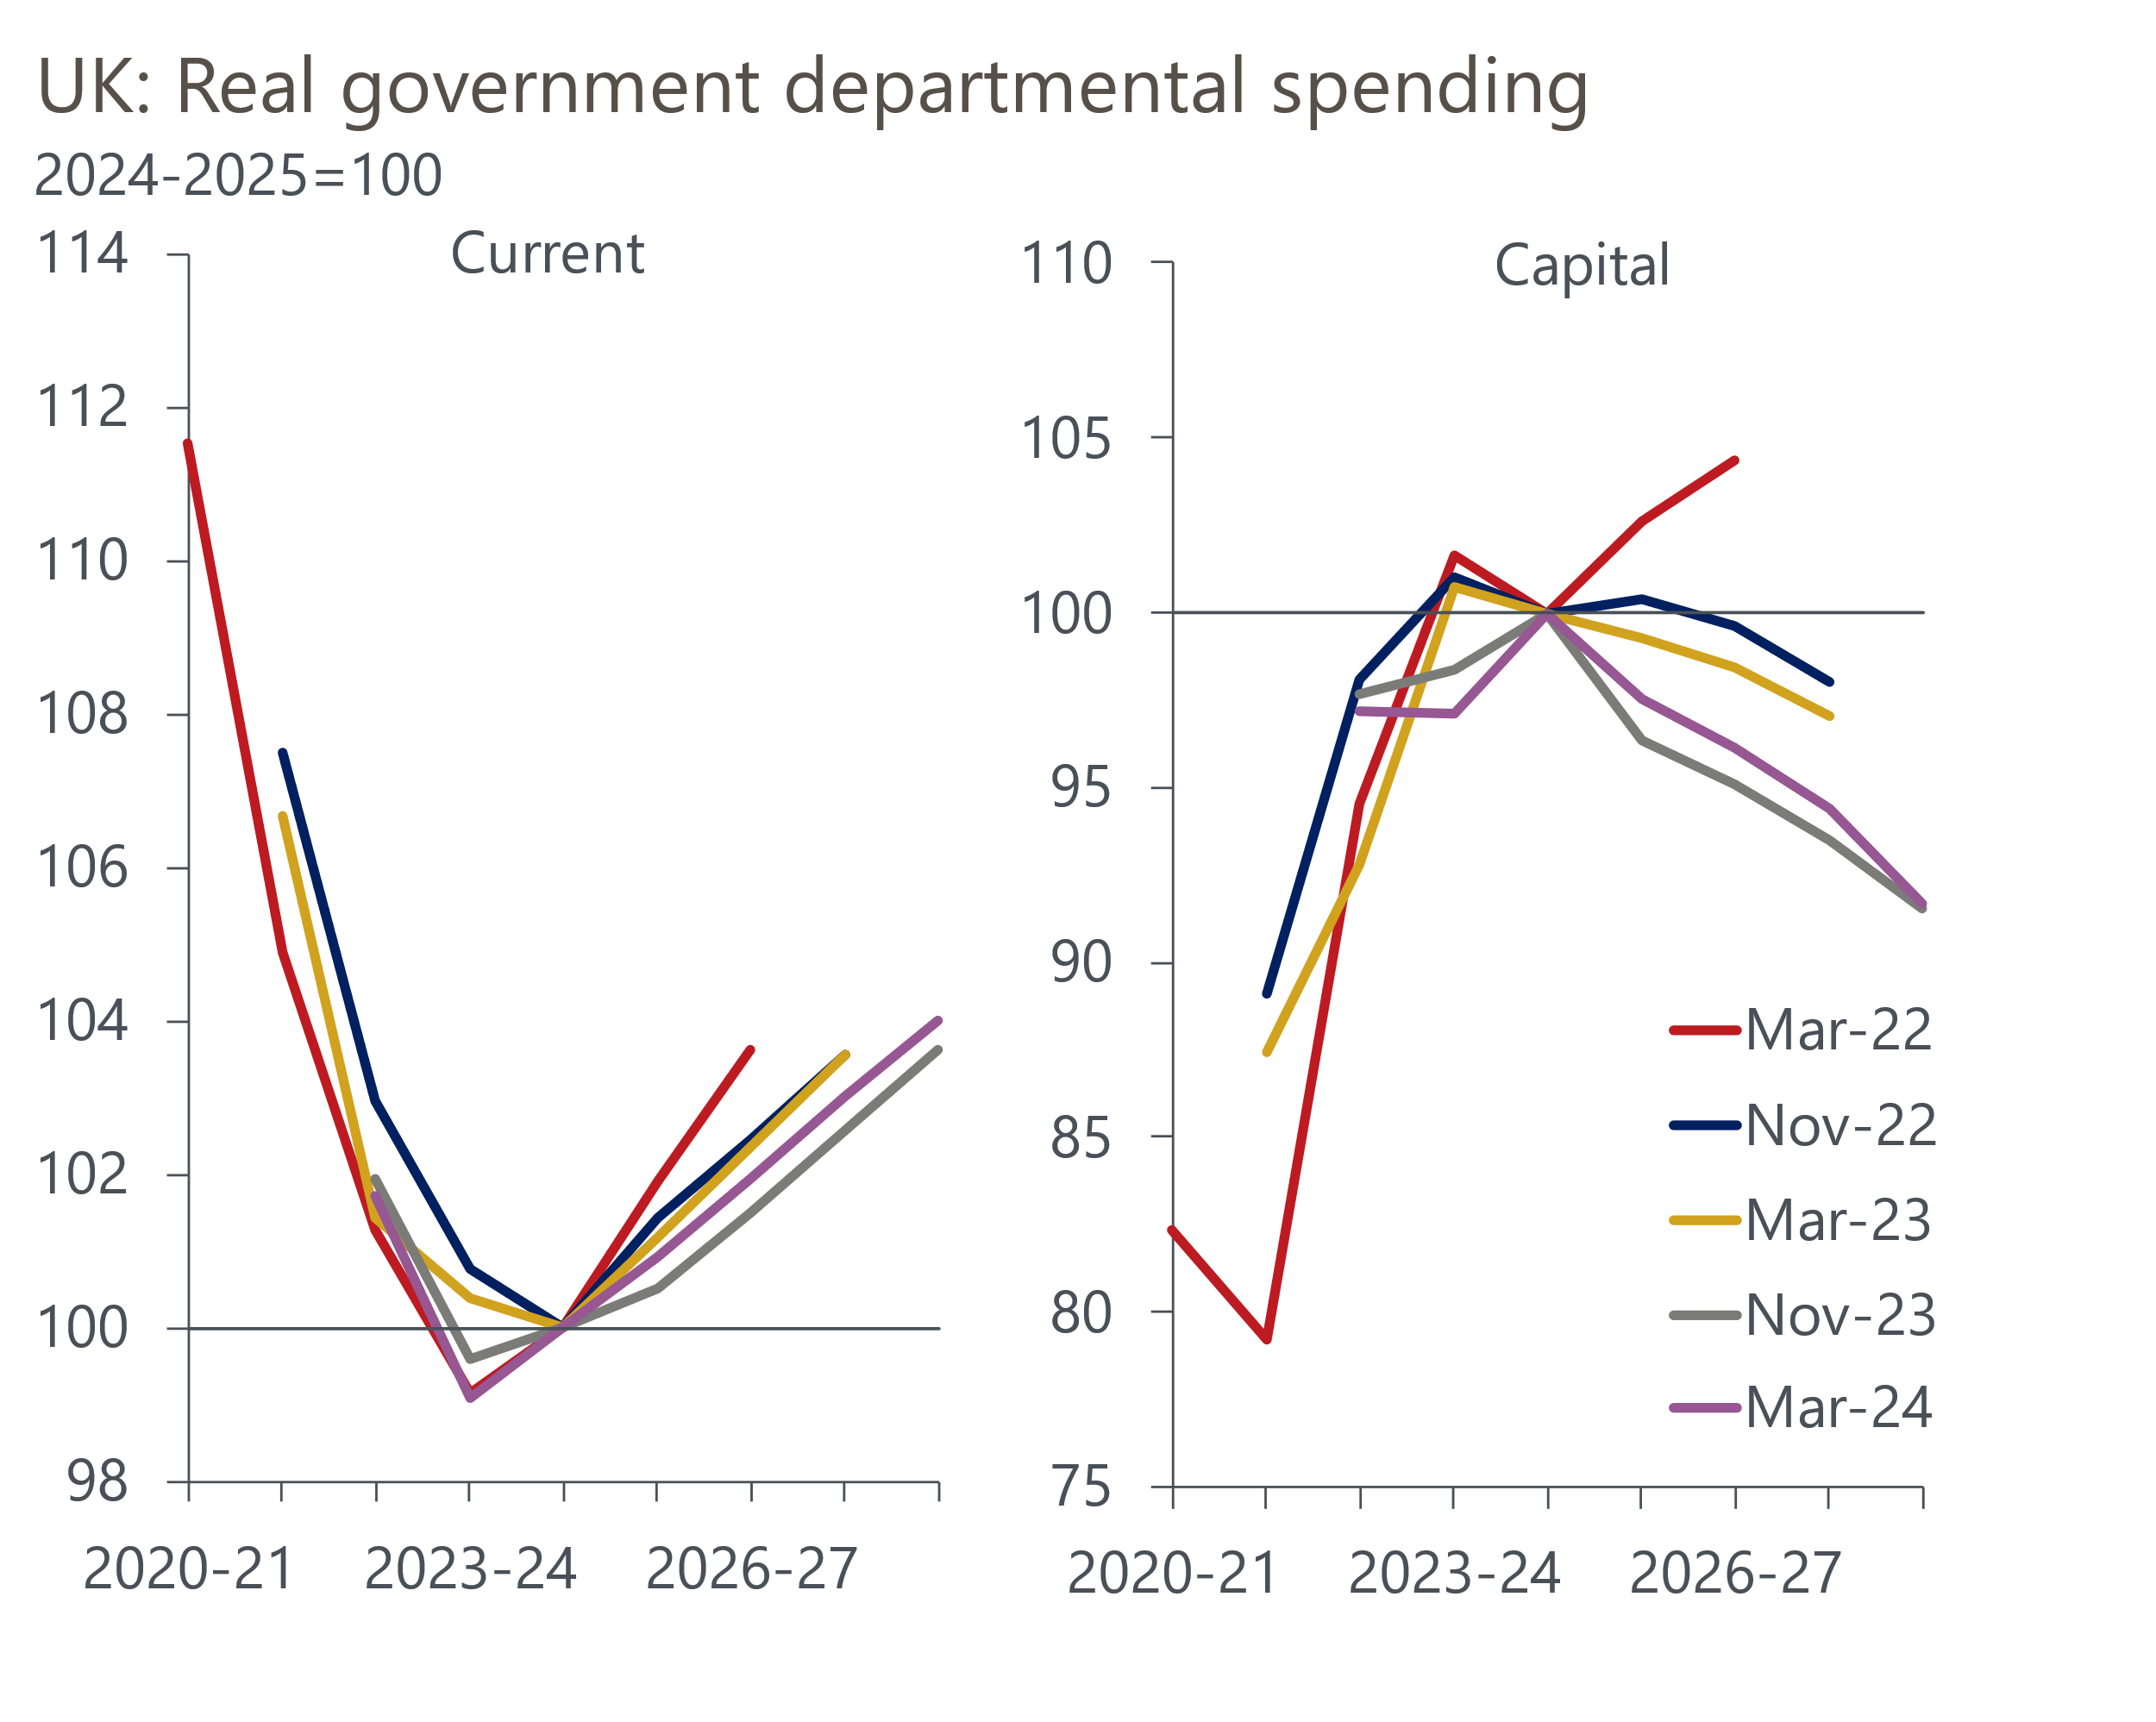 UK: Real government departmental spending
2024-2025=100
Current
114
112
110
108
106
104
102
100
98
2020-21 2023-24 2026-27
Capital
110
105
100
95
90
85
80
75
2020-21 2023-24 2026-27
Mar-22
Nov-22
Mar-23
Nov-23
Mar-24